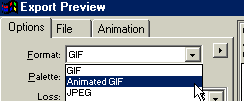 Export Preview
Options File Animation
Format: GIF
GIF
Palette: Animated GIF
JPEG
Loss: